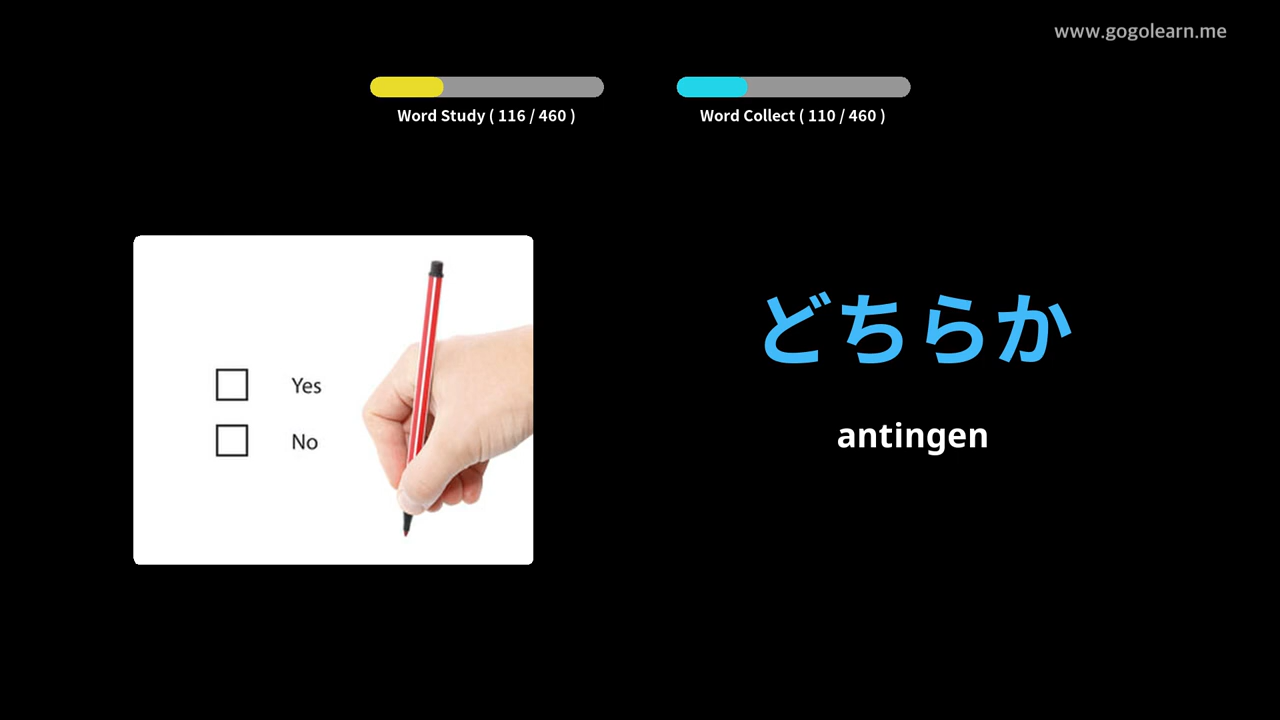 www.gogolearn.me
Word Study ( 116 / 460 )
Word Collect ( 110 / 460 )
Yes
No
どちらか
antingen